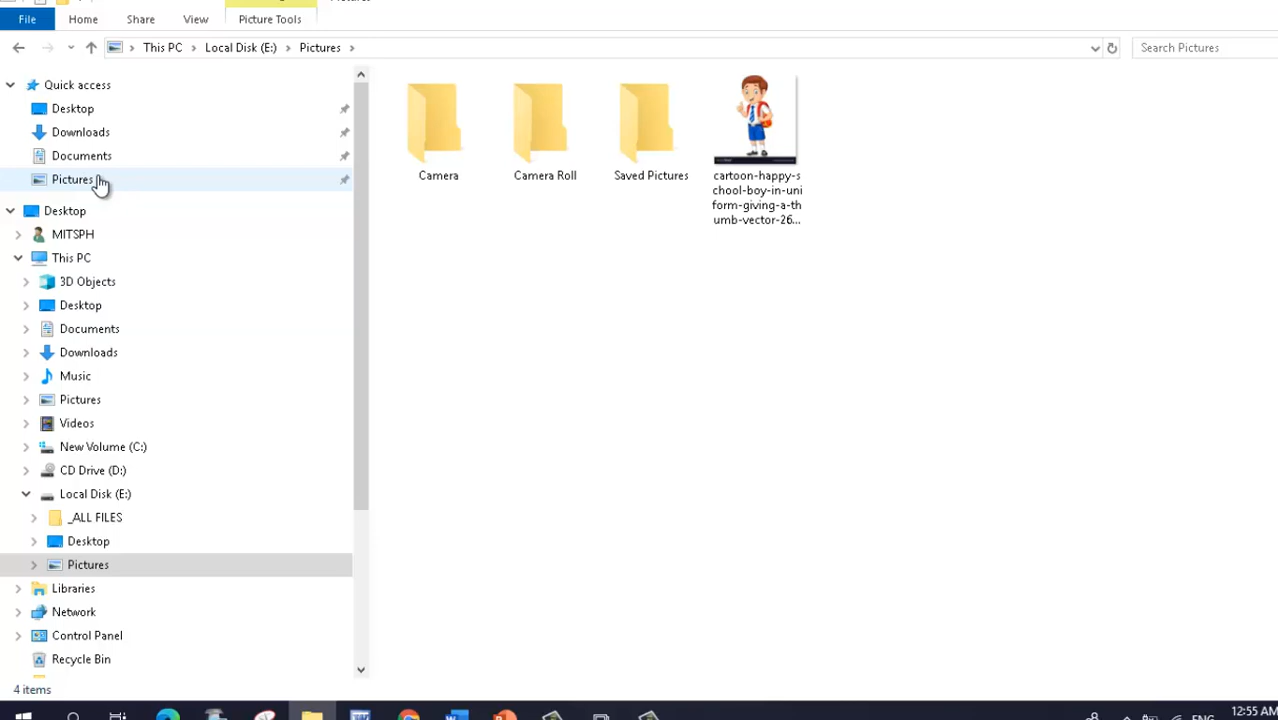 File Home Share View Picture Tools
This PC Local Disk (E:) Pictures Search Pictures
Quick access
Desktop
Downloads
Documents
Pictures
Desktop
MITSPH
This PC
3D Objects
Desktop
Documents
Downloads
Music
Pictures
Videos
New Volume (C:)
CD Drive (D:)
Local Disk (E:)
_ALL FILES
Desktop
Pictures
Libraries
Network
Control Panel
Recycle Bin
Camera
Camera Roll
Saved Pictures
cartoon-happy-s
chool-boy-in-uni
form-giving-a-th
umb-vector-26...
4 items
12:55 AM
ENG